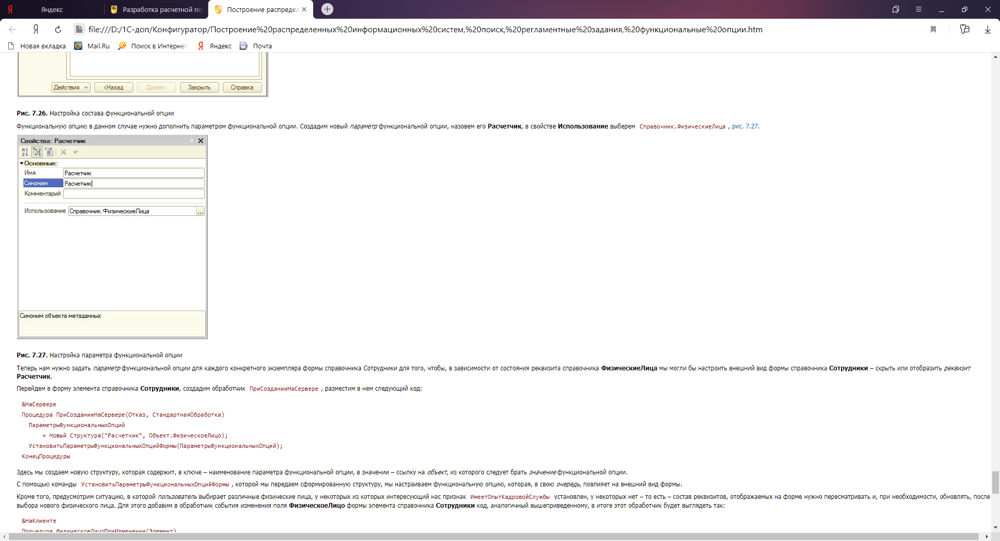 Яндекс
Разработка расчетной по
Построение распредел
file:///D:/1С-доп/Конфигуратор/Построение%20распределенных%20информационных%20систем,%20поиск,%20регламентные%20задания,%20функциональные%20опции.htm
Новая вкладка Mail.Ru Поиск в Интернет Яндекс Почта
Действия <Назад Далее> Закрыть Справка
Рис. 7.26. Настройка состава функциональной опции
Функциональную опцию в данном случае нужно дополнить параметром функциональной опции. Создадим новый параметр функциональной опции, назовем его Расчетчик, в свойстве Использование выберем Справочник.ФизическиеЛица , рис. 7.27.
Свойства: Расчетчик
Основные:
Имя Расчетчик
Синоним Расчетчик
Комментарий
Использование Справочник.ФизическиеЛица ...
Синоним объекта метаданных
Рис. 7.27. Настройка параметра функциональной опции
Теперь нам нужно задать параметр функциональной опции для каждого конкретного экземпляра формы справочника Сотрудники для того, чтобы, в зависимости от состояния реквизита справочника ФизическиеЛица мы могли бы настроить внешний вид формы справочника Сотрудники – скрыть или отобразить реквизит
Расчетчик.
Перейдем в форму элемента справочника Сотрудники, создадим обработчик ПриСозданииНаСервере , разместим в нем следующий код:
&НаСервере
Процедура ПриСозданииНаСервере(Отказ, СтандартнаяОбработка)
ПараметрыФункциональныхОпций
= Новый Структура("Расчетчик", Объект.ФизическоеЛицо);
УстановитьПараметрыФункциональныхОпцийФормы(ПараметрыФункциональныхОпций);
КонецПроцедуры
Здесь мы создаем новую структуру, которая содержит, в ключе – наименование параметра функциональной опции, в значении – ссылку на объект, из которого следует брать значение функциональной опции.
С помощью команды УстановитьПараметрыФункциональныхОпцийФормы , которой мы передаем сформированную структуру, мы настраиваем функциональную опцию, которая, в свою очередь, повлияет на внешний вид формы.
Кроме того, предусмотрим ситуацию, в которой пользователь выбирает различные физические лица, у некоторых из которых интересующий нас признак ИмеетОпытКадровойСлужбы установлен, у некоторых нет – то есть – состав реквизитов, отображаемых на форме нужно пересматривать и, при необходимости, обновлять, после
выбора нового физического лица. Для этого добавим в обработчик события изменения поля ФизическоеЛицо формы элемента справочника Сотрудники код, аналогичный вышеприведенному, в итоге этот обработчик будет выглядеть так:
&НаКлиенте
Процедура ФизическоеЛицоПриИзменении(Элемент)